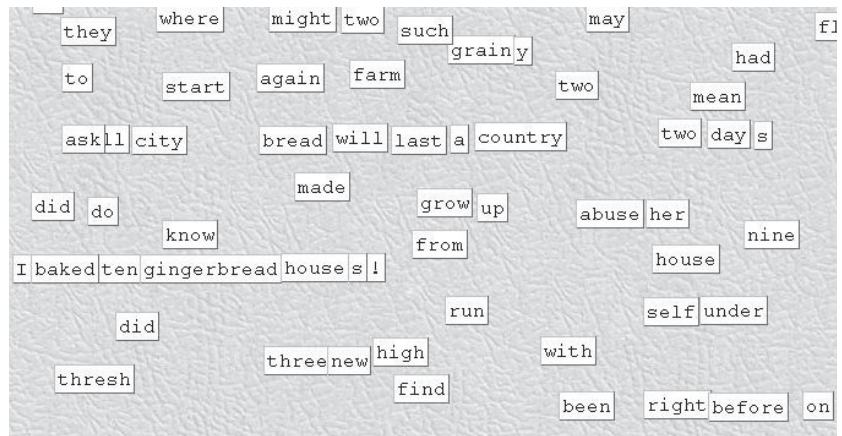 they where might two such may
grain y had
to start again farm two mean
ask ll city bread will last a country two day s
made
did do grow up abuse her
know from nine
I baked ten gingerbread house s ! house
did run self under
three new high with
thresh find
been right before on